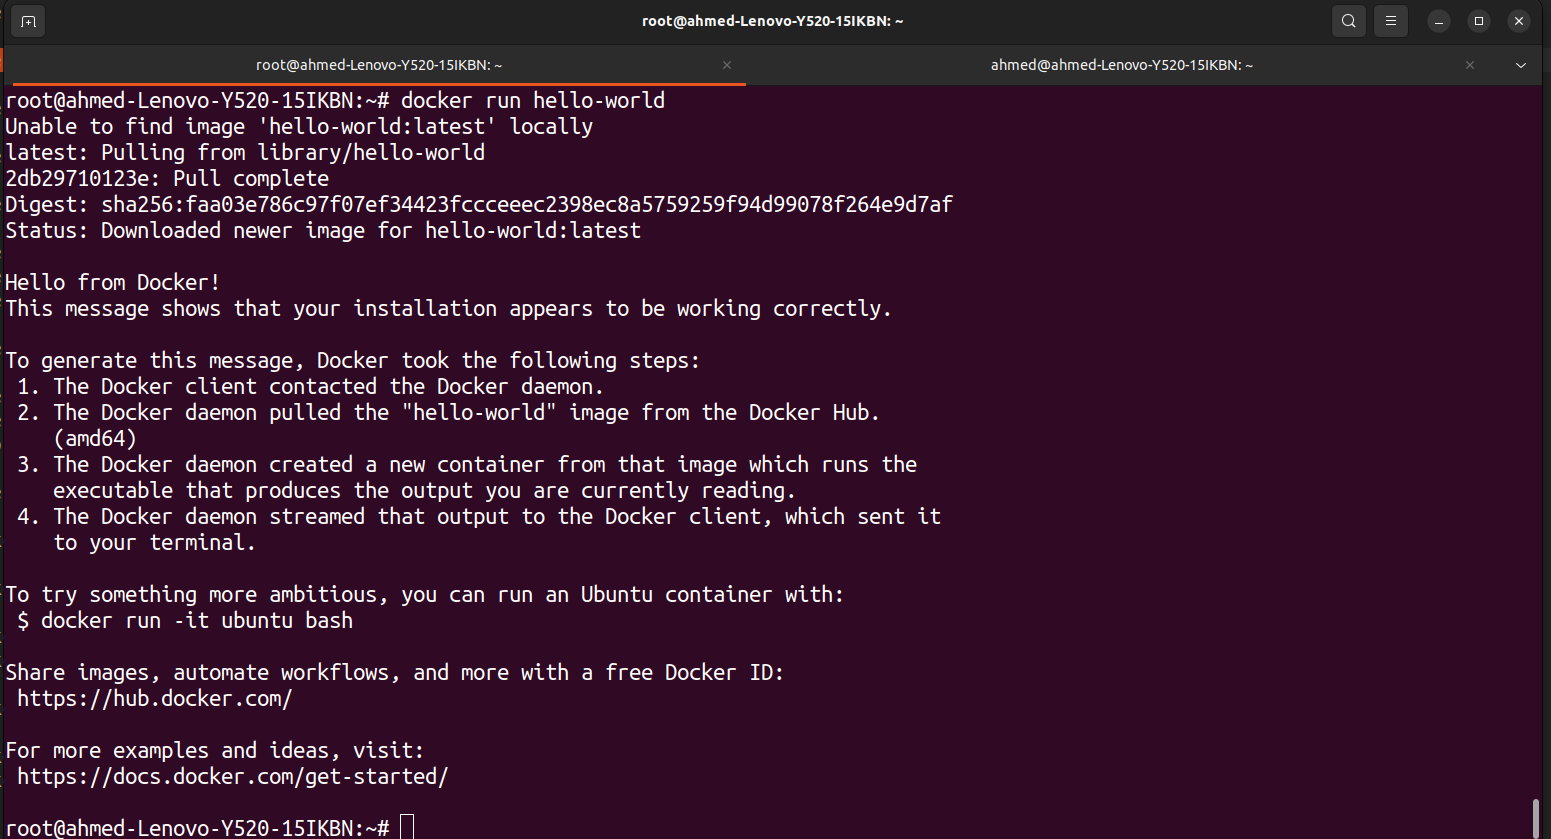 root@ahmed-Lenovo-Y520-15IKBN: ~
root@ahmed-Lenovo-Y520-15IKBN: ~
ahmed@ahmed-Lenovo-Y520-15IKBN: ~
root@ahmed-Lenovo-Y520-15IKBN:~# docker run hello-world
Unable to find image 'hello-world:latest' locally
latest: Pulling from library/hello-world
2db29710123e: Pull complete
Digest: sha256:faa03e786c97f07ef34423fccceeec2398ec8a5759259f94d99078f264e9d7af
Status: Downloaded newer image for hello-world:latest

Hello from Docker!
This message shows that your installation appears to be working correctly.

To generate this message, Docker took the following steps:
 1. The Docker client contacted the Docker daemon.
 2. The Docker daemon pulled the "hello-world" image from the Docker Hub.
    (amd64)
 3. The Docker daemon created a new container from that image which runs the
    executable that produces the output you are currently reading.
 4. The Docker daemon streamed that output to the Docker client, which sent it
    to your terminal.

To try something more ambitious, you can run an Ubuntu container with:
 $ docker run -it ubuntu bash

Share images, automate workflows, and more with a free Docker ID:
 https://hub.docker.com/

For more examples and ideas, visit:
 https://docs.docker.com/get-started/

root@ahmed-Lenovo-Y520-15IKBN:~#